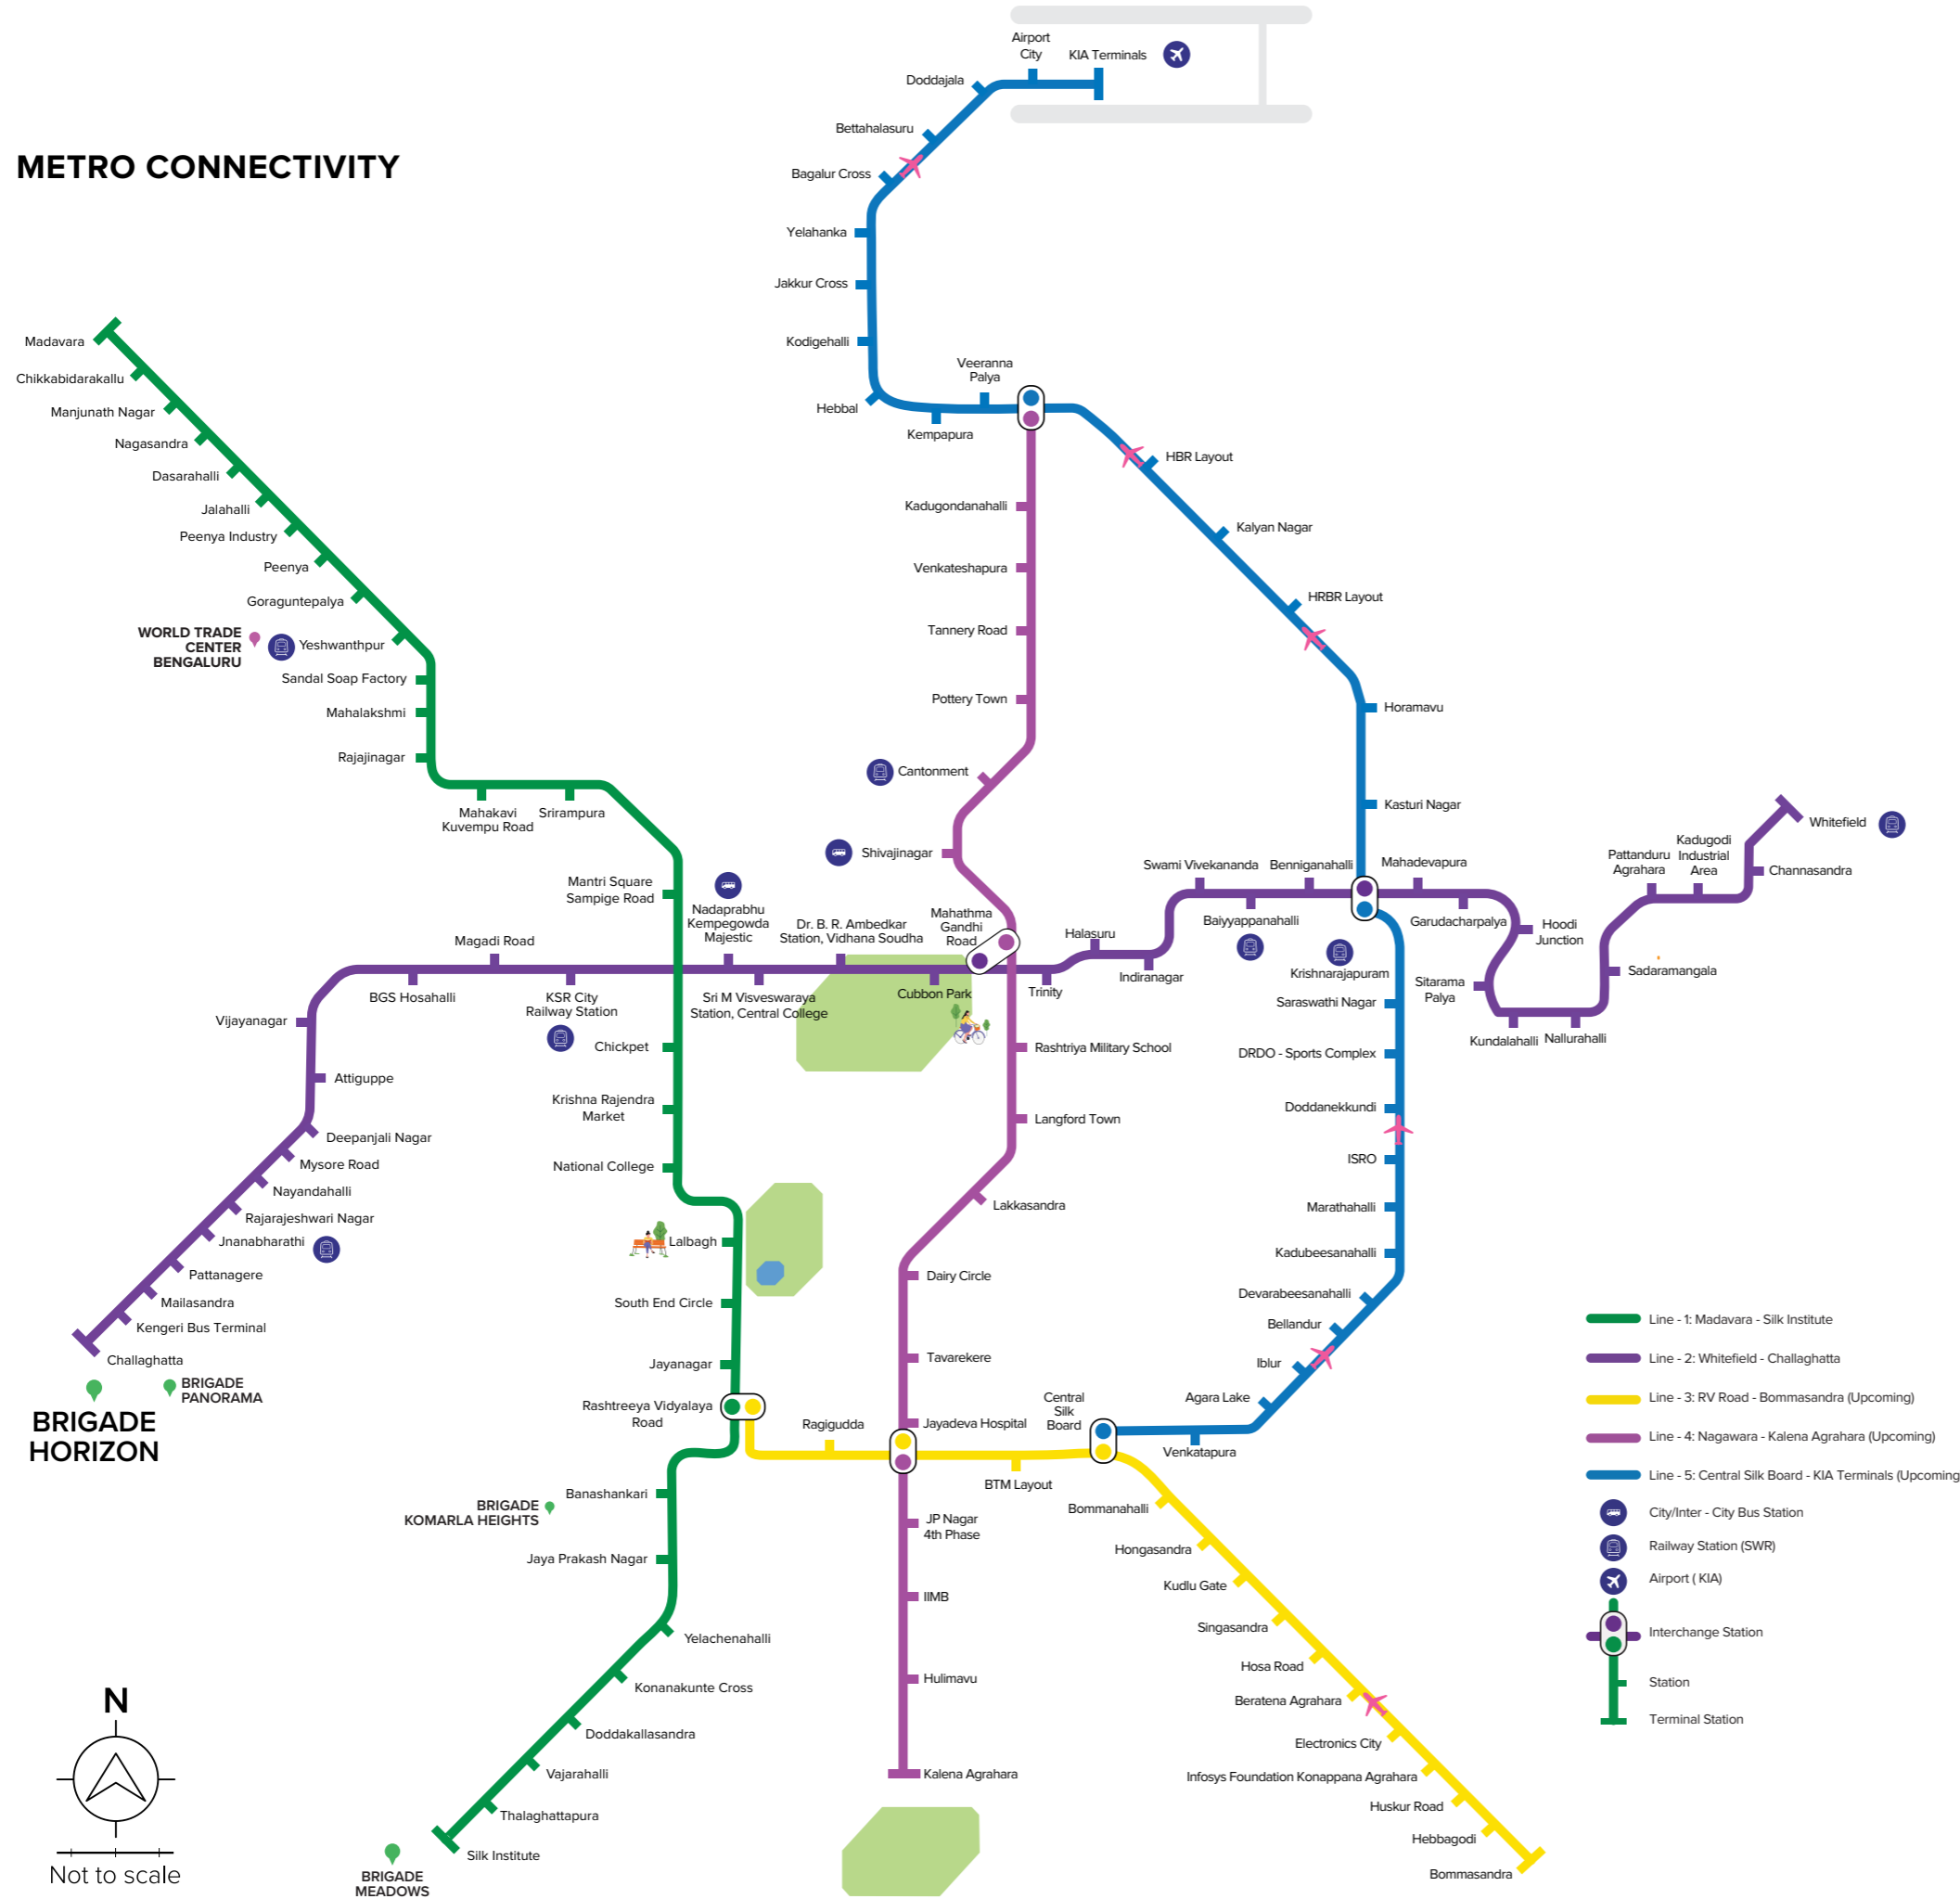 METRO CONNECTIVITY
Airport
City
KIA Terminals
Doddajala
Bettahalasuru
Bagalur Cross
Yelahanka
Jakkur Cross
Kodigehalli
Hebbal
Kempapura
Veeranna
Palya
HBR Layout
Kalyan Nagar
HRBR Layout
Horamavu
Kasturi Nagar
Madavara
Chikkabidarakallu
Manjunath Nagar
Nagasandra
Dasarahalli
Jalahalli
Peenya Industry
Peenya
Goraguntepalya
WORLD TRADE
CENTER
BENGALURU
Yeshwanthpur
Sandal Soap Factory
Mahalakshmi
Rajajinagar
Mahakavi
Kuvempu Road
Srirampura
Mantri Square
Sampige Road
Kadugondanahalli
Venkateshapura
Tannery Road
Pottery Town
Cantonment
Shivajinagar
Nadaprabhu
Kempegowda
Majestic
Dr. B. R. Ambedkar
Station, Vidhana Soudha
Mahathma
Gandhi
Road
Magadi Road
BGS Hosahalli
KSR City
Railway Station
Sri M Visveswaraya
Station, Central College
Cubbon Park
Trinity
Halasuru
Indiranagar
Swami Vivekananda
Baiyyappanahalli
Benniganahalli
Krishnarajapuram
Mahadevapura
Garudacharpalya
Hoodi
Junction
Sitarama
Palya
Kundalahalli
Nallurahalli
Sadaramangala
Pattanduru
Agrahara
Kadugodi
Industrial
Area
Channasandra
Whitefield
Vijayanagar
Attiguppe
Deepanjali Nagar
Mysore Road
Nayandahalli
Rajarajeshwari Nagar
Jnanabharathi
Pattanagere
Mailasandra
Kengeri Bus Terminal
Challaghatta
BRIGADE
PANORAMA
BRIGADE
HORIZON
Chickpet
Krishna Rajendra
Market
National College
Lalbagh
South End Circle
Jayanagar
Rashtreeya Vidyalaya
Road
Banashankari
BRIGADE
KOMARLA HEIGHTS
Jaya Prakash Nagar
Yelachenahalli
Konanakunte Cross
Doddakallasandra
Vajarahalli
Thalaghattapura
Silk Institute
BRIGADE
MEADOWS
Rashtriya Military School
Langford Town
Lakkasandra
Dairy Circle
Tavarekere
Jayadeva Hospital
JP Nagar
4th Phase
IIMB
Hulimavu
Kalena Agrahara
Saraswathi Nagar
DRDO - Sports Complex
Doddanekkundi
ISRO
Marathahalli
Kadubeesanahalli
Devarabeesanahalli
Bellandur
Iblur
Agara Lake
Venkatapura
Central
Silk
Board
Ragigudda
BTM Layout
Bommanahalli
Hongasandra
Kudlu Gate
Singasandra
Hosa Road
Beratena Agrahara
Electronics City
Infosys Foundation Konappana Agrahara
Huskur Road
Hebbagodi
Bommasandra
Line - 1: Madavara - Silk Institute
Line - 2: Whitefield - Challaghatta
Line - 3: RV Road - Bommasandra (Upcoming)
Line - 4: Nagawara - Kalena Agrahara (Upcoming)
Line - 5: Central Silk Board - KIA Terminals (Upcoming
City/Inter - City Bus Station
Railway Station (SWR)
Airport ( KIA)
Interchange Station
Station
Terminal Station
N
Not to scale